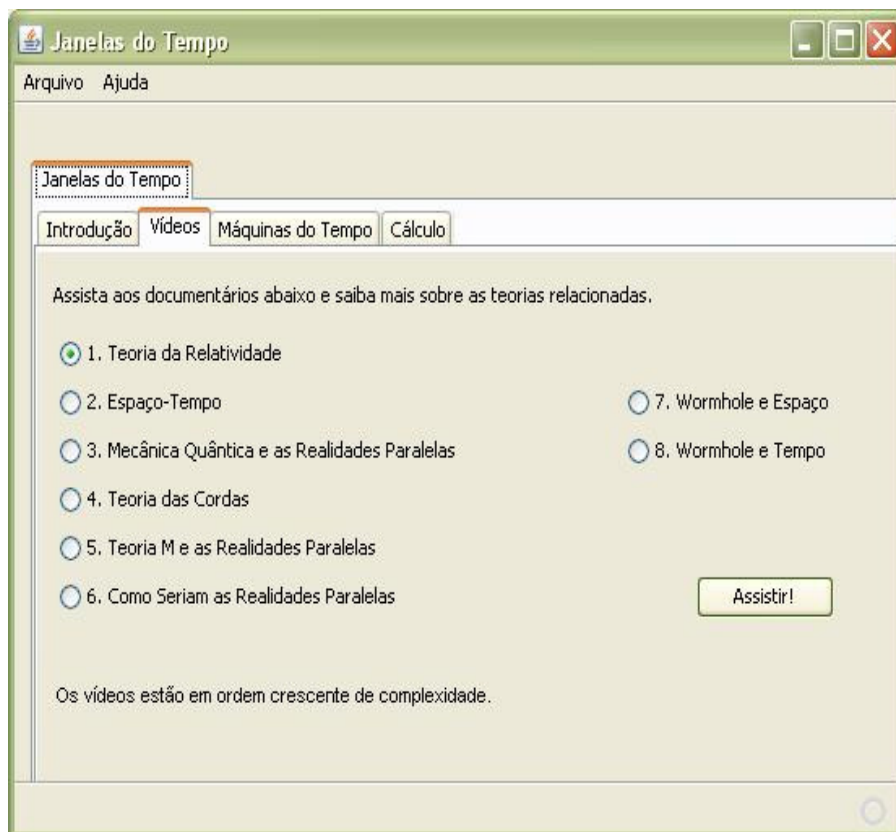 Janelas do Tempo
Arquivo Ajuda
Janelas do Tempo
Introdução Vídeos Máquinas do Tempo Cálculo
Assista aos documentários abaixo e saiba mais sobre as teorias relacionadas.
1. Teoria da Relatividade
2. Espaço-Tempo
3. Mecânica Quântica e as Realidades Paralelas
4. Teoria das Cordas
5. Teoria M e as Realidades Paralelas
6. Como Seriam as Realidades Paralelas
7. Wormhole e Espaço
8. Wormhole e Tempo
Assistir!
Os vídeos estão em ordem crescente de complexidade.